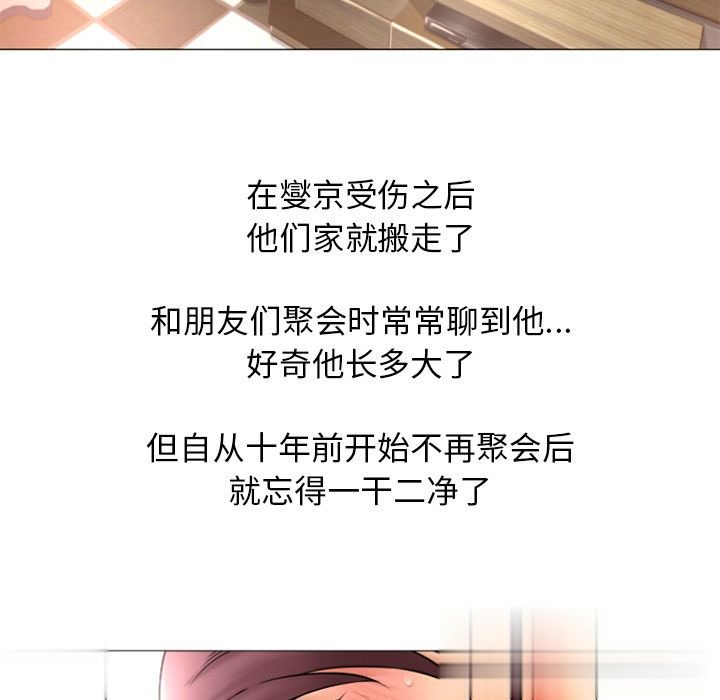 在燮京受伤之后
他们家就搬走了
和朋友们聚会时常常聊到他...
好奇他长多大了
但自从十年前开始不再聚会后
就忘得一干二净了